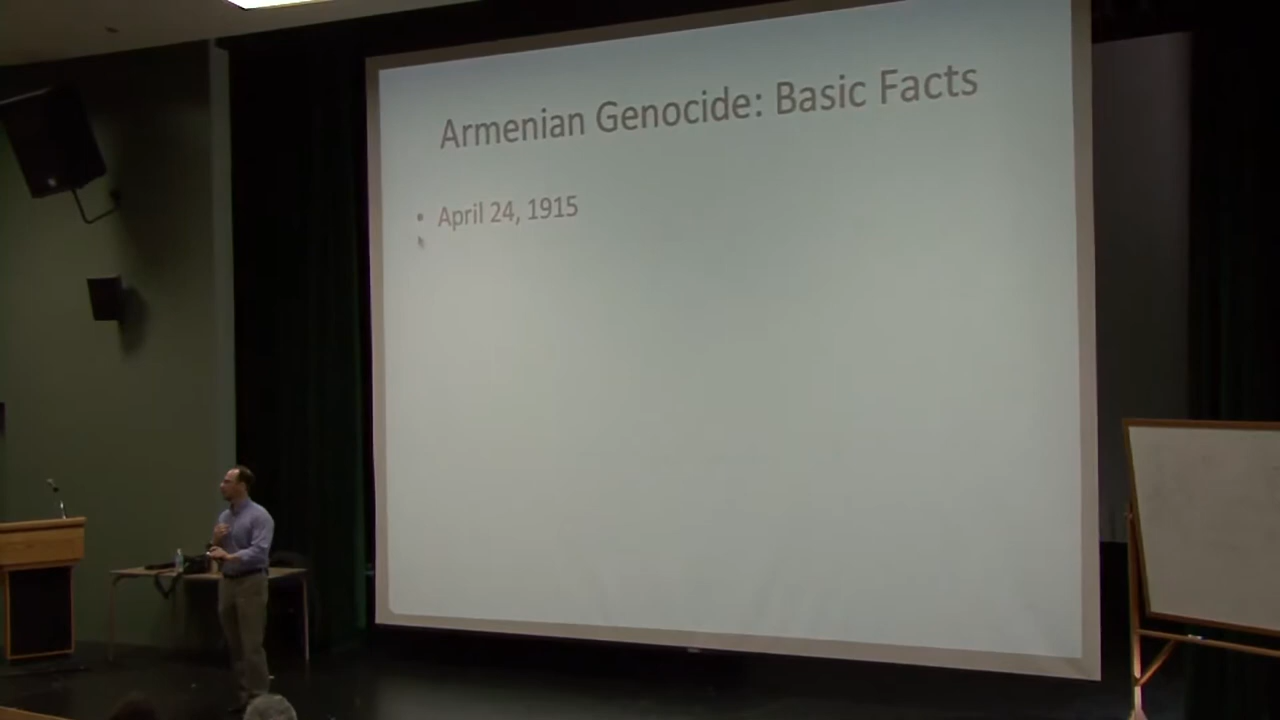 Armenian Genocide: Basic Facts
• April 24, 1915